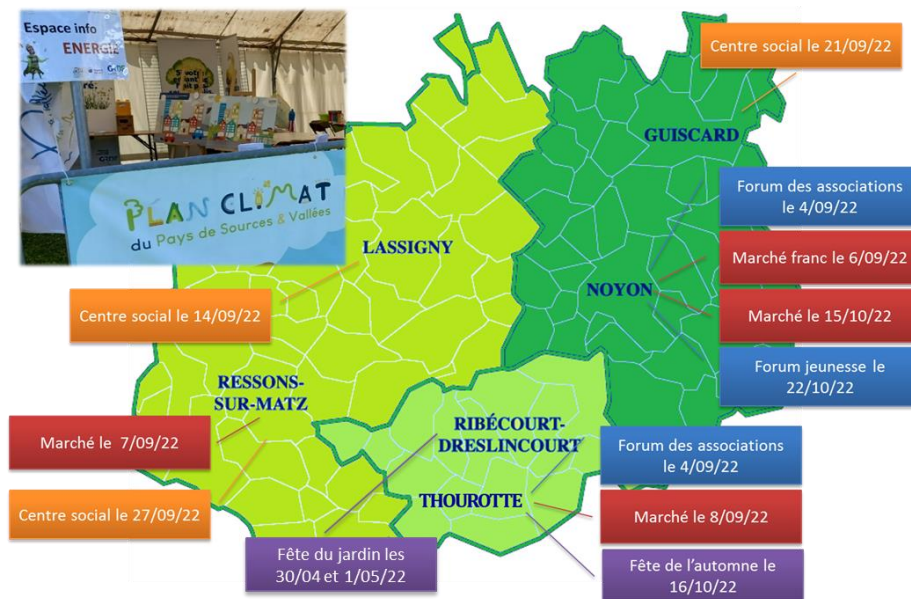 Espace info
ENERGIE
PLAN CLIMAT
du Pays de Sources & Vallées
Centre social le 21/09/22
GUISCARD
Forum des associations
le 4/09/22
LASSIGNY
Marché franc le 6/09/22
NOYON
Centre social le 14/09/22
Marché le 15/10/22
Forum jeunesse le
22/10/22
RESSONS-
SUR-MATZ
Marché le 7/09/22
RIBÉCOURT-
DRESLINCOURT
Forum des associations
le 4/09/22
THOUROTTE
Centre social le 27/09/22
Marché le 8/09/22
Fête du jardin les
30/04 et 1/05/22
Fête de l'automne le
16/10/22